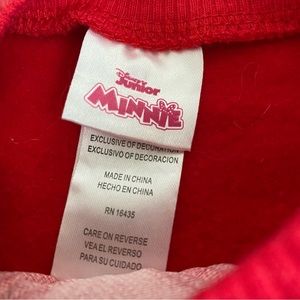 Disney
Junior
MINNIE
EXCLUSIVE OF DECORATION
EXCLUSIVO DE DECORACION
MADE IN CHINA
HECHO EN CHINA
RN 16435
CARE ON REVERSE
VEA EL REVERSO
PARA SU CUIDADO